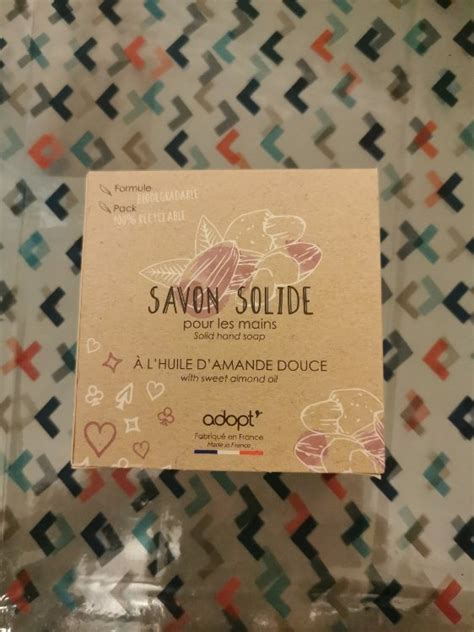 Formule
BIODÉGRADABLE
Pack
100% RECYCLABLE
SAVON SOLIDE
pour les mains
Solid hand soap
À L'HUILE D'AMANDE DOUCE
with sweet almond oil
adopt'
Fabriqué en France
Made in France